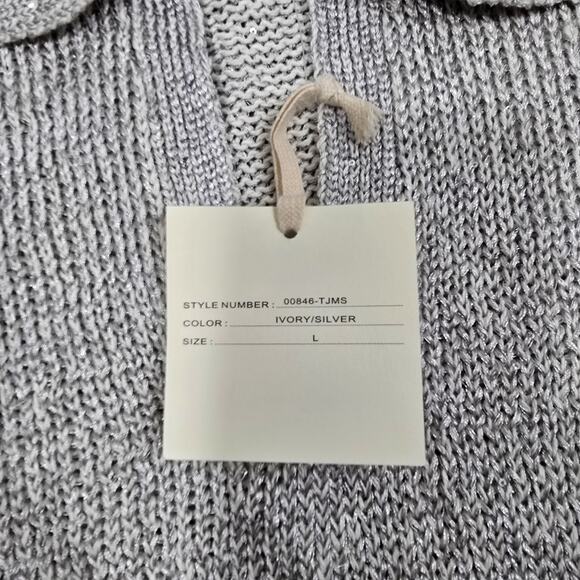 STYLE NUMBER : 00846-TJMS
COLOR : IVORY/SILVER
SIZE : L